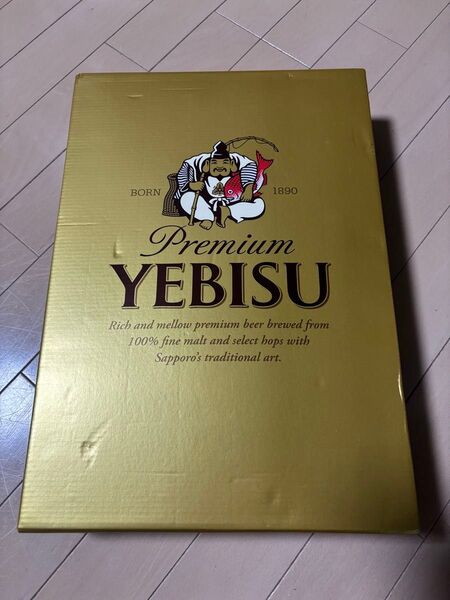 BORN 1890
Premium
YEBISU
Rich and mellow premium beer brewed from
100% fine malt and select hops with
Sapporo's traditional art.